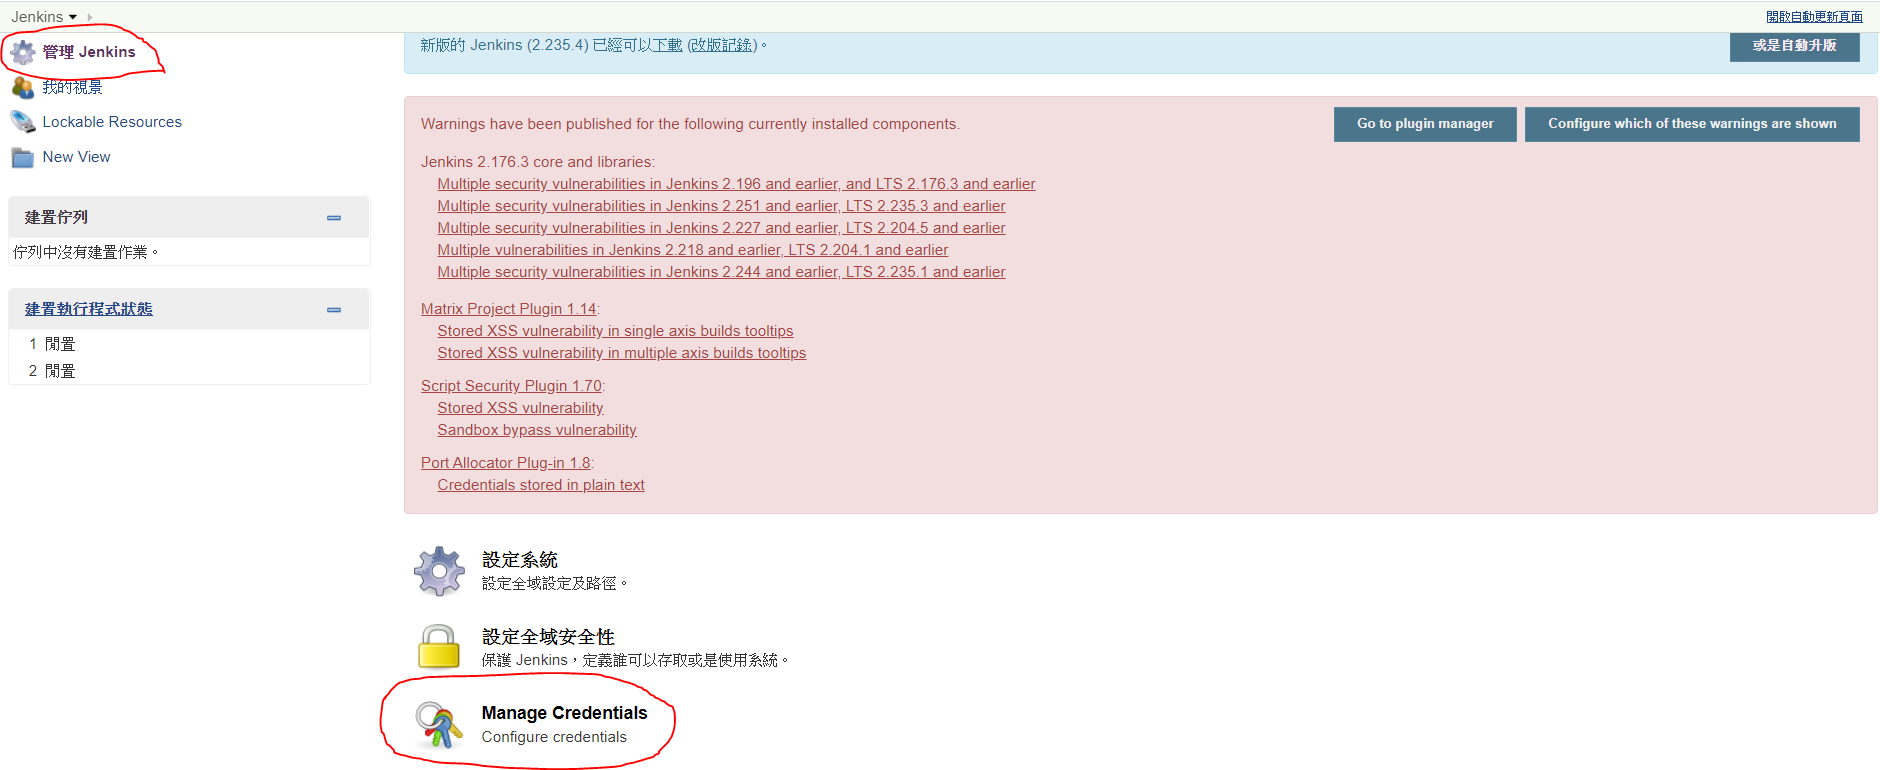 Jenkins
開啟自動更新頁面
管理 Jenkins
我的視景
Lockable Resources
New View
建置佇列
佇列中沒有建置作業。
建置執行程式狀態
1 閒置
2 閒置
新版的 Jenkins (2.235.4) 已經可以下載 (改版記錄)。
或是自動升版
Warnings have been published for the following currently installed components.
Go to plugin manager
Configure which of these warnings are shown
Jenkins 2.176.3 core and libraries:
Multiple security vulnerabilities in Jenkins 2.196 and earlier, and LTS 2.176.3 and earlier
Multiple security vulnerabilities in Jenkins 2.251 and earlier, LTS 2.235.3 and earlier
Multiple security vulnerabilities in Jenkins 2.227 and earlier, LTS 2.204.5 and earlier
Multiple vulnerabilities in Jenkins 2.218 and earlier, LTS 2.204.1 and earlier
Multiple security vulnerabilities in Jenkins 2.244 and earlier, LTS 2.235.1 and earlier
Matrix Project Plugin 1.14:
Stored XSS vulnerability in single axis builds tooltips
Stored XSS vulnerability in multiple axis builds tooltips
Script Security Plugin 1.70:
Stored XSS vulnerability
Sandbox bypass vulnerability
Port Allocator Plug-in 1.8:
Credentials stored in plain text
設定系統
設定全域設定及路徑。
設定全域安全性
保護 Jenkins，定義誰可以存取或是使用系統。
Manage Credentials
Configure credentials